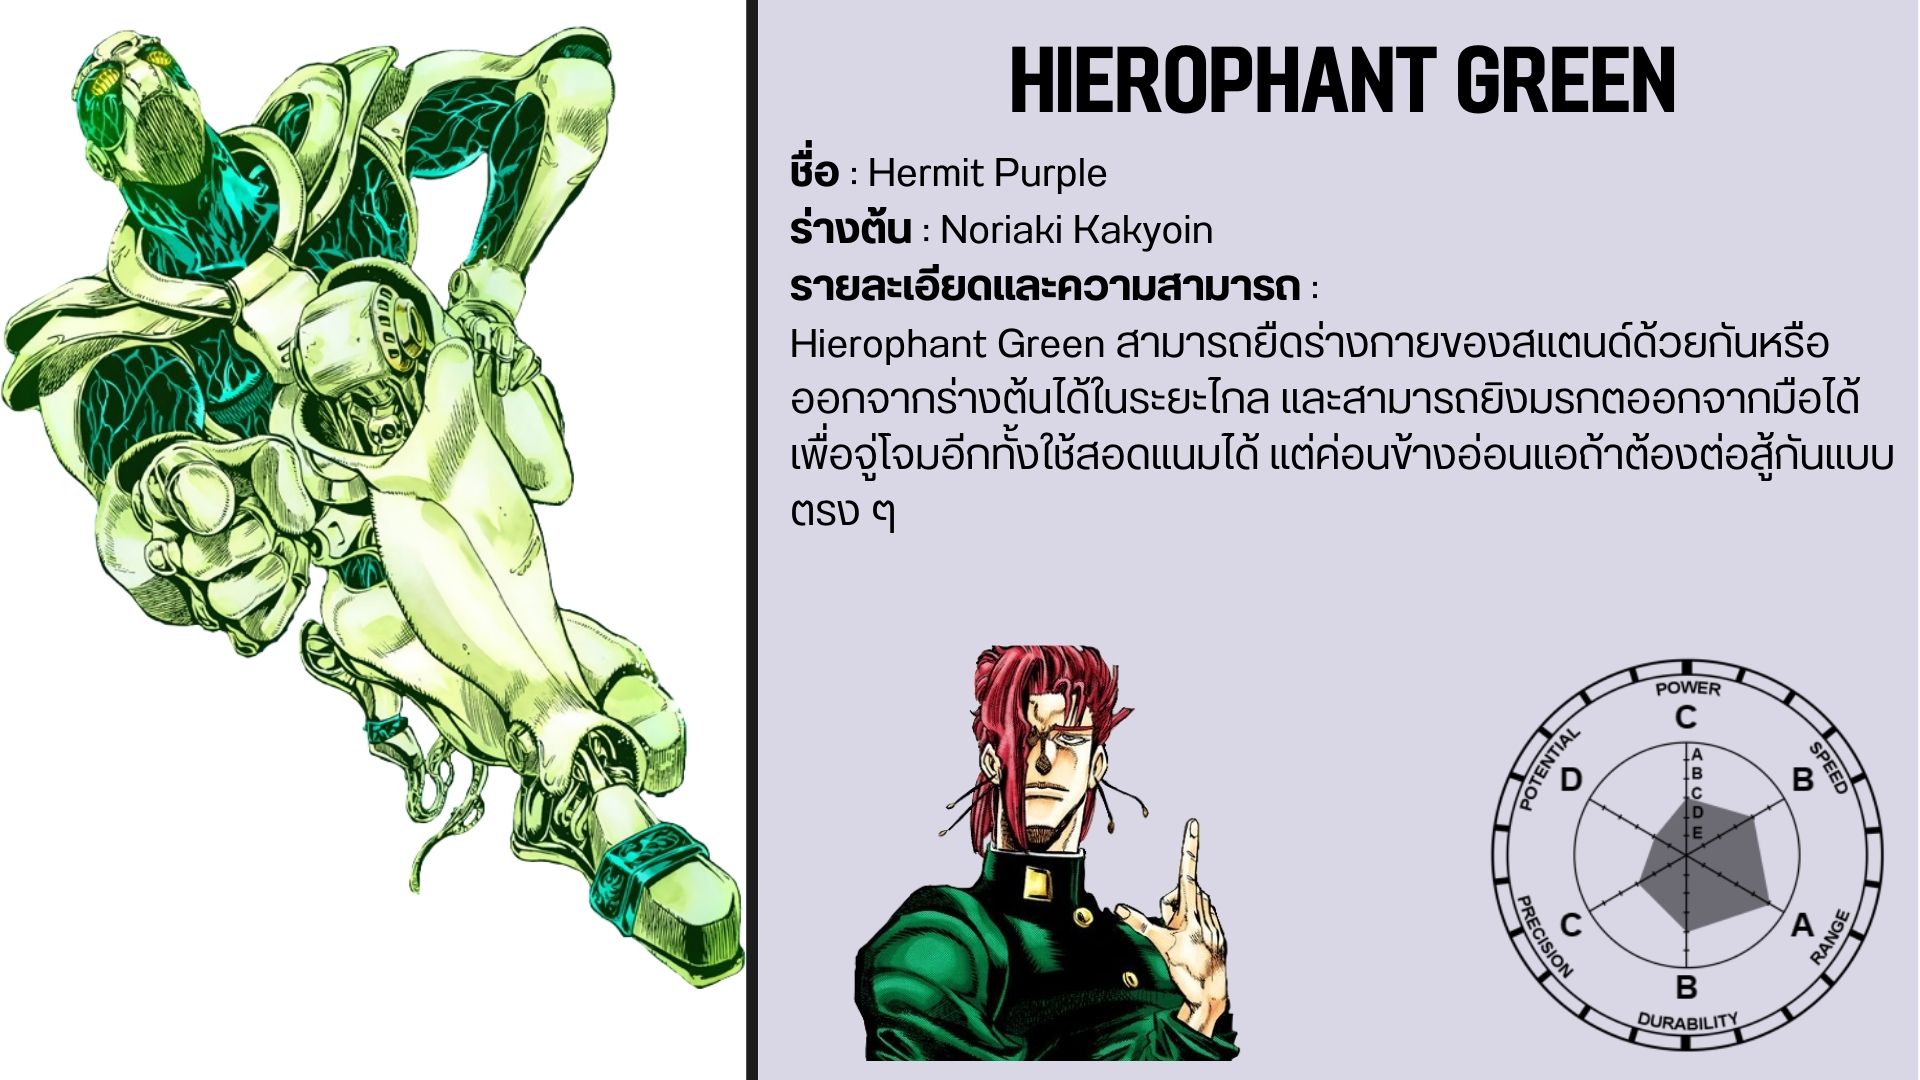 HIEROPHANT GREEN
ชื่อ : Hermit Purple
ร่างต้น : Noriaki Kakyoin
รายละเอียดและความสามารถ :
Hierophant Green สามารถยืดร่างกายของสแตนด์ด้วยกันหรือ
ออกจากร่างต้นได้ในระยะไกล และสามารถยิงมรกตออกจากมือได้
เพื่อจู่โจมอีกทั้งใช้สอดแนมได้ แต่ค่อนข้างอ่อนแอถ้าต้องต่อสู้กันแบบ
ตรง ๆ
POWER
C
SPEED
B
RANGE
A
DURABILITY
B
PRECISION
C
POTENTIAL
D
A
B
C
D
E